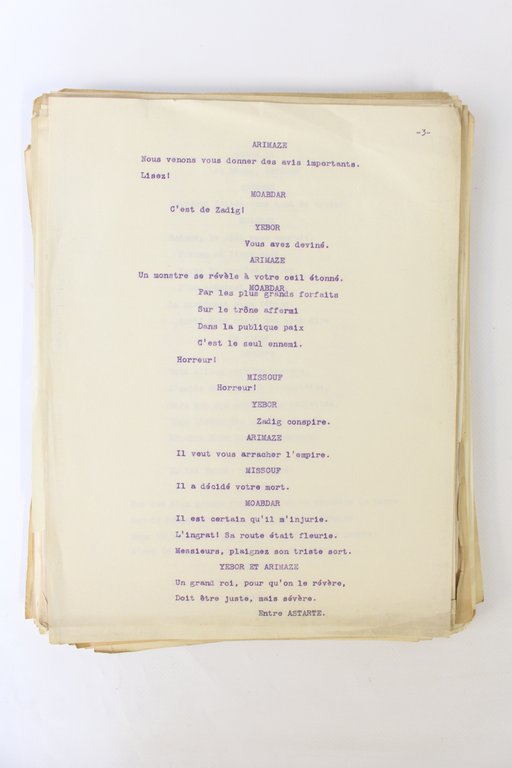 -3-
ARIMAZE
Nous venons vous donner des avis importants.
Lisez!
MOABDAR
C'est de Zadig!
YEBOR
Vous avez deviné.
ARIMAZE
Un monstre se révèle à votre oeil étonné.
MOABDAR
Par les plus grands forfaits
Sur le trône affermi
Dans la publique paix
C'est le seul ennemi.
Horreur!
MISSOUF
Horreur!
YEBOR
Zadig conspire.
ARIMAZE
Il veut vous arracher l'empire.
MISSOUF
Il a décidé votre mort.
MOABDAR
Il est certain qu'il m'injurie.
L'ingrat! Sa route était fleurie.
Messieurs, plaignez son triste sort.
YEBOR ET ARIMAZE
Un grand roi, pour qu'on le révère,
Doit être juste, mais sévère.
Entre ASTARTE.